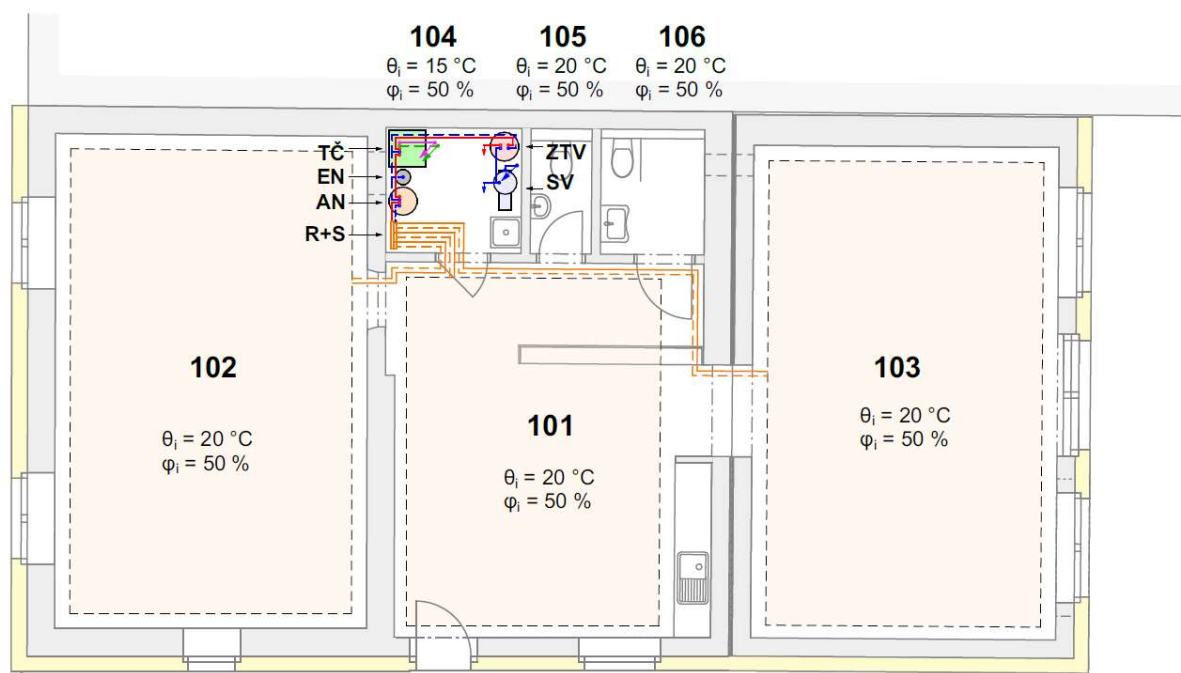 104
θi = 15 °C
φi = 50 %
105
θi = 20 °C
φi = 50 %
106
θi = 20 °C
φi = 50 %
TČ
EN
AN
R+S
ZTV
SV
102
θi = 20 °C
φi = 50 %
101
θi = 20 °C
φi = 50 %
103
θi = 20 °C
φi = 50 %